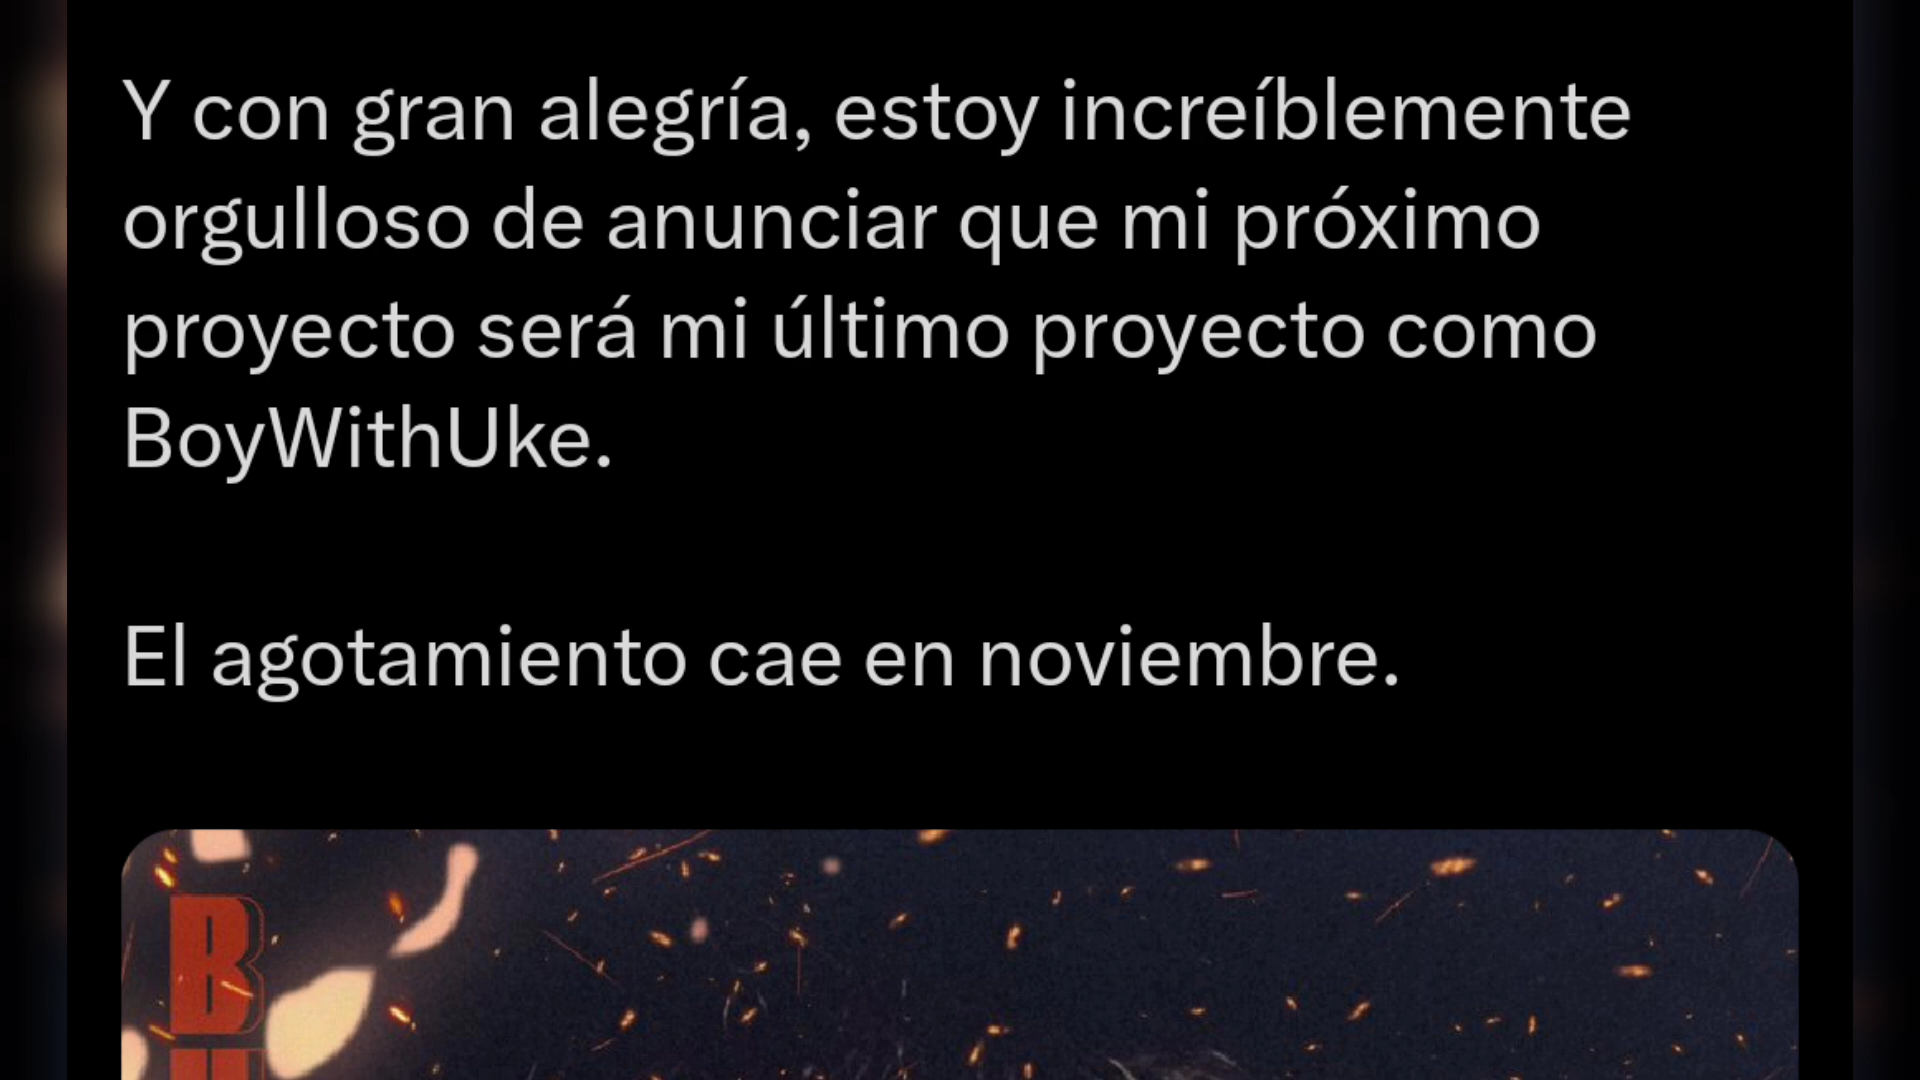 Y con gran alegría, estoy increíblemente
orgulloso de anunciar que mi próximo
proyecto será mi último proyecto como
BoyWithUke.
El agotamiento cae en noviembre.
B